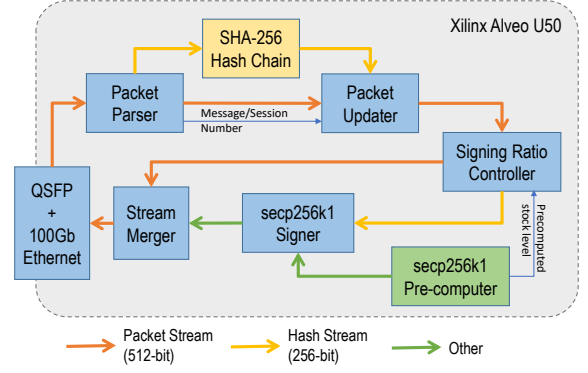 Xilinx Alveo U50
SHA-256
Hash Chain
Packet
Parser
Message/Session
Number
Packet
Updater
Signing Ratio
Controller
QSFP
+
100Gb
Ethernet
Stream
Merger
secp256k1
Signer
Precomputed
stock level
secp256k1
Pre-computer
Packet Stream
(512-bit)
Hash Stream
(256-bit)
Other